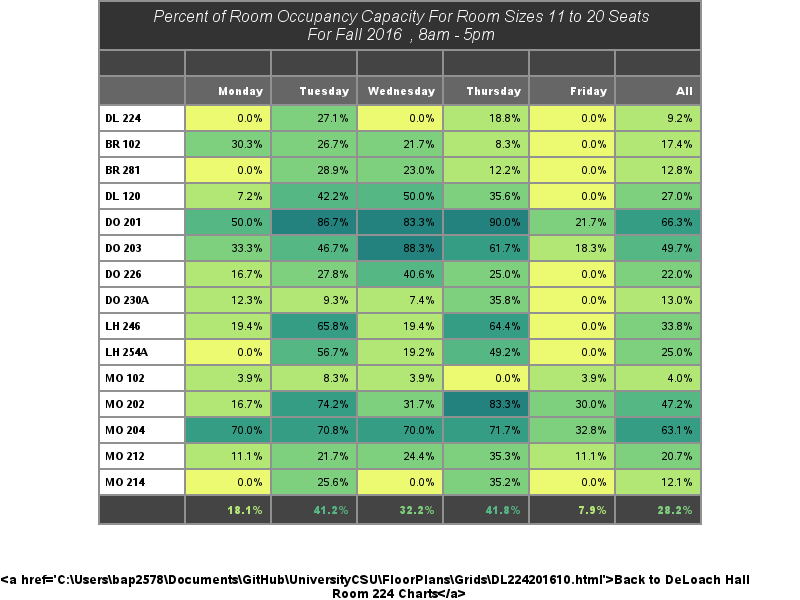 Percent of Room Occupancy Capacity For Room Sizes 11 to 20 Seats
For Fall 2016 , 8am - 5pm
Monday Tuesday Wednesday Thursday Friday All
DL 224 0.0% 27.1% 0.0% 18.8% 0.0% 9.2%
BR 102 30.3% 26.7% 21.7% 8.3% 0.0% 17.4%
BR 281 0.0% 28.9% 23.0% 12.2% 0.0% 12.8%
DL 120 7.2% 42.2% 50.0% 35.6% 0.0% 27.0%
DO 201 50.0% 86.7% 83.3% 90.0% 21.7% 66.3%
DO 203 33.3% 46.7% 88.3% 61.7% 18.3% 49.7%
DO 226 16.7% 27.8% 40.6% 25.0% 0.0% 22.0%
DO 230A 12.3% 9.3% 7.4% 35.8% 0.0% 13.0%
LH 246 19.4% 65.8% 19.4% 64.4% 0.0% 33.8%
LH 254A 0.0% 56.7% 19.2% 49.2% 0.0% 25.0%
MO 102 3.9% 8.3% 3.9% 0.0% 3.9% 4.0%
MO 202 16.7% 74.2% 31.7% 83.3% 30.0% 47.2%
MO 204 70.0% 70.8% 70.0% 71.7% 32.8% 63.1%
MO 212 11.1% 21.7% 24.4% 35.3% 11.1% 20.7%
MO 214 0.0% 25.6% 0.0% 35.2% 0.0% 12.1%
18.1% 41.2% 32.2% 41.8% 7.9% 28.2%
<a href='C:\Users\bap2578\Documents\GitHub\UniversityCSU\FloorPlans\Grids\DL224201610.html'>Back to DeLoach Hall
Room 224 Charts</a>